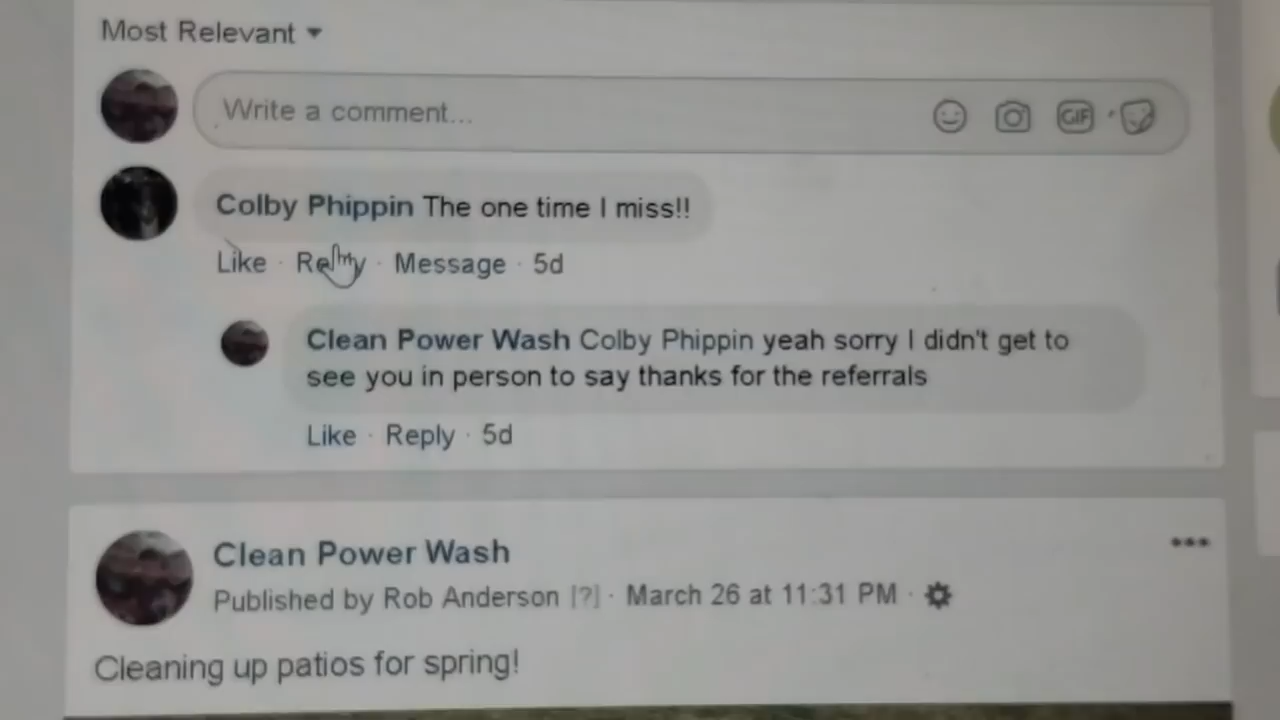 Most Relevant
Write a comment...
GIF
Colby Phippin The one time I miss!!
Like · Reply · Message · 5d
Clean Power Wash Colby Phippin yeah sorry I didn't get to
see you in person to say thanks for the referrals
Like · Reply · 5d
Clean Power Wash
Published by Rob Anderson [?] · March 26 at 11:31 PM ·
Cleaning up patios for spring!